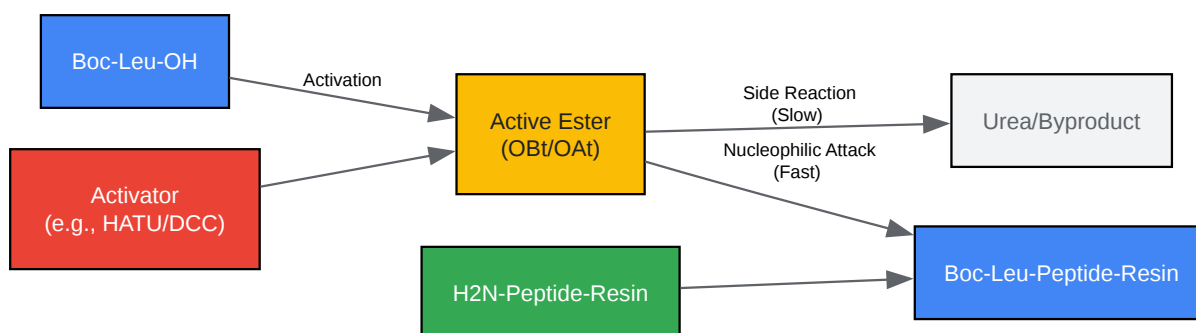 Boc-Leu-OH
Activation
Activator
(e.g., HATU/DCC)
Active Ester
(OBt/OAt)
Side Reaction
(Slow)
Nucleophilic Attack
(Fast)
Urea/Byproduct
H2N-Peptide-Resin
Boc-Leu-Peptide-Resin